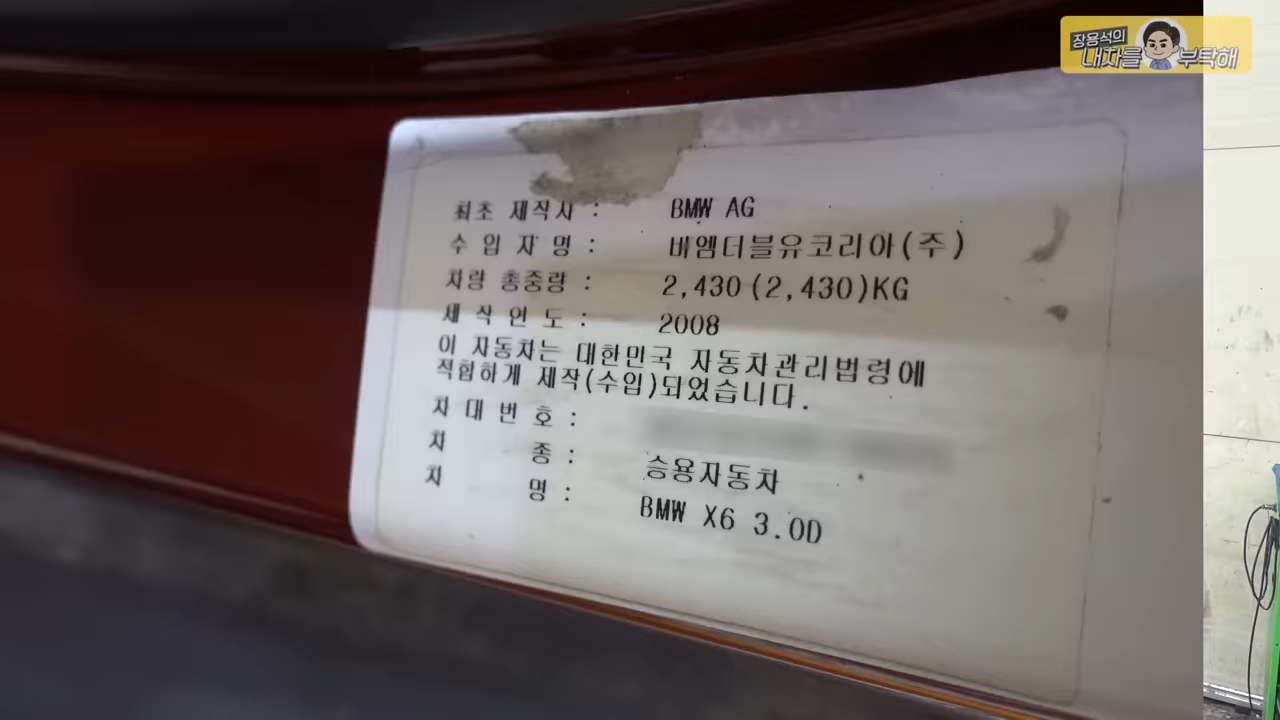 장용석의
내차를 부탁해
최초 제작사 : BMW AG
수 입 자 명 : 비엠더블유코리아(주)
차량 총중량 : 2,430(2,430)KG
제 작 연 도 : 2008
이 자동차는 대한민국 자동차관리법령에
적합하게 제작(수입)되었습니다.
차 대 번 호 :
차 종 : 승용자동차
차 명 : BMW X6 3.0D